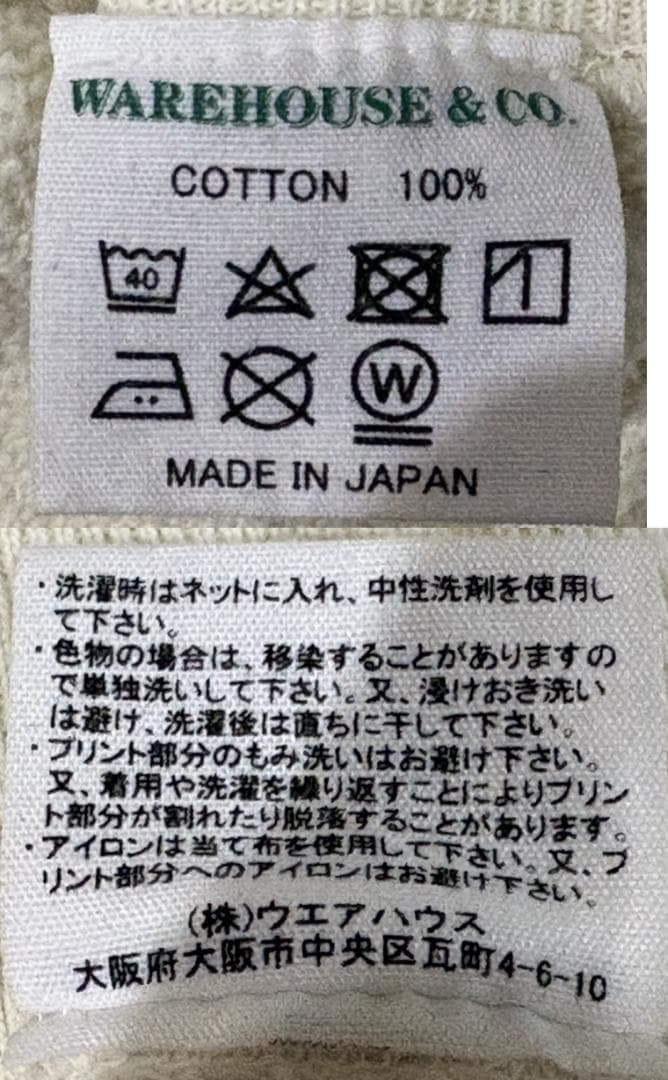 WAREHOUSE & CO.
COTTON 100%
40
W
MADE IN JAPAN
・洗濯時はネットに入れ、中性洗剤を使用し
て下さい。
・色物の場合は、移染することがありますの
で単独洗いして下さい。又、浸けおき洗い
は避け、洗濯後は直ちに干して下さい。
・プリント部分のもみ洗いはお避け下さい。
又、着用や洗濯を繰り返すことによりプリン
ト部分が割れたり脱落することがあります。
・アイロンは当て布を使用して下さい。又、プ
リント部分へのアイロンはお避け下さい。
(株)ウエアハウス
大阪府大阪市中央区瓦町4-6-10